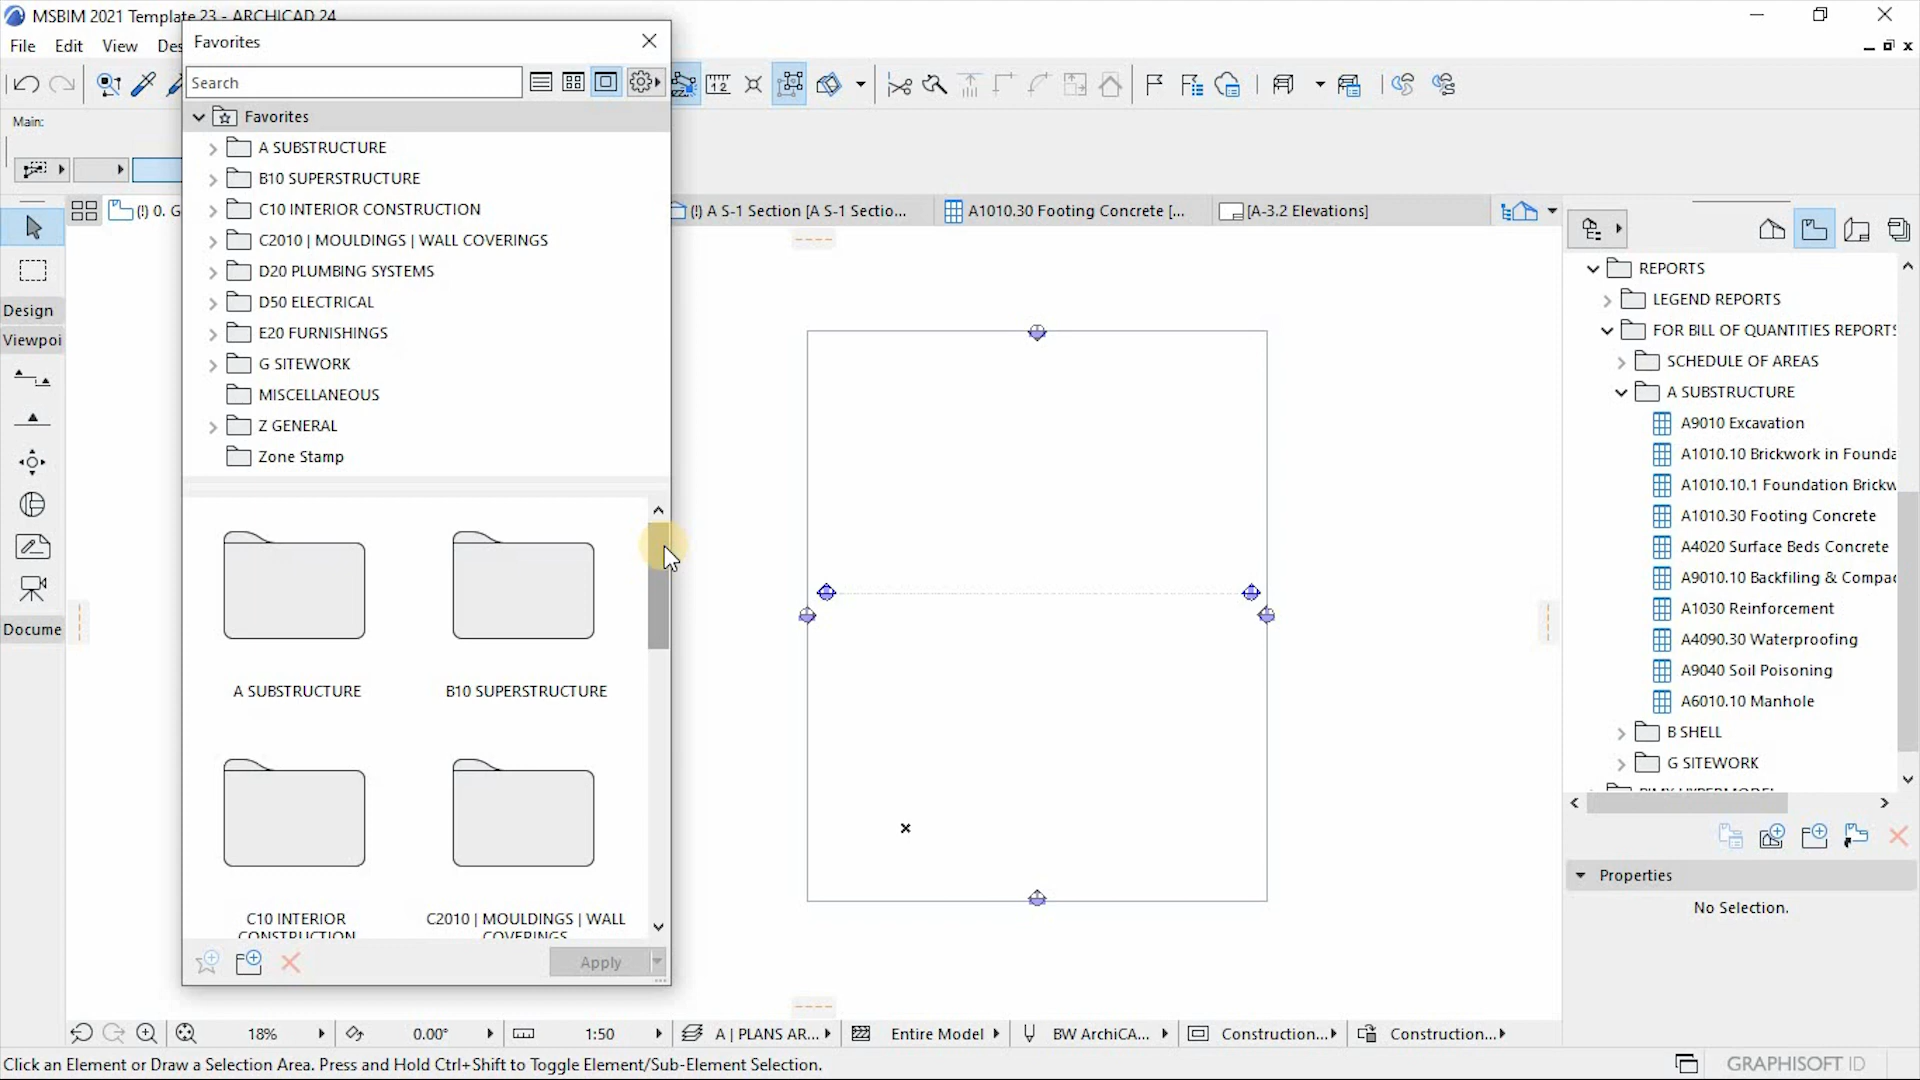 MSBIM 2021 Template 23 - ARCHICAD 24
File Edit View Des
Favorites
Search
Main:
Favorites
A SUBSTRUCTURE
B10 SUPERSTRUCTURE
C10 INTERIOR CONSTRUCTION
C2010 | MOULDINGS | WALL COVERINGS
D20 PLUMBING SYSTEMS
D50 ELECTRICAL
E20 FURNISHINGS
G SITEWORK
MISCELLANEOUS
Z GENERAL
Zone Stamp
A SUBSTRUCTURE
B10 SUPERSTRUCTURE
C10 INTERIOR
CONSTRUCTION
C2010 | MOULDINGS | WALL
COVERINGS
Apply
(!) 0. G
(!) A S-1 Section [A S-1 Sectio...
A1010.30 Footing Concrete [...
[A-3.2 Elevations]
Design
Viewpoi
Docume
REPORTS
LEGEND REPORTS
FOR BILL OF QUANTITIES REPORTS
SCHEDULE OF AREAS
A SUBSTRUCTURE
A9010 Excavation
A1010.10 Brickwork in Founda
A1010.10.1 Foundation Brickw
A1010.30 Footing Concrete
A4020 Surface Beds Concrete
A9010.10 Backfiling & Compac
A1030 Reinforcement
A4090.30 Waterproofing
A9040 Soil Poisoning
A6010.10 Manhole
B SHELL
G SITEWORK
Properties
No Selection.
18% 0.00° 1:50 A | PLANS AR... Entire Model BW ArchiCA... Construction... Construction...
Click an Element or Draw a Selection Area. Press and Hold Ctrl+Shift to Toggle Element/Sub-Element Selection.
GRAPHISOFT ID